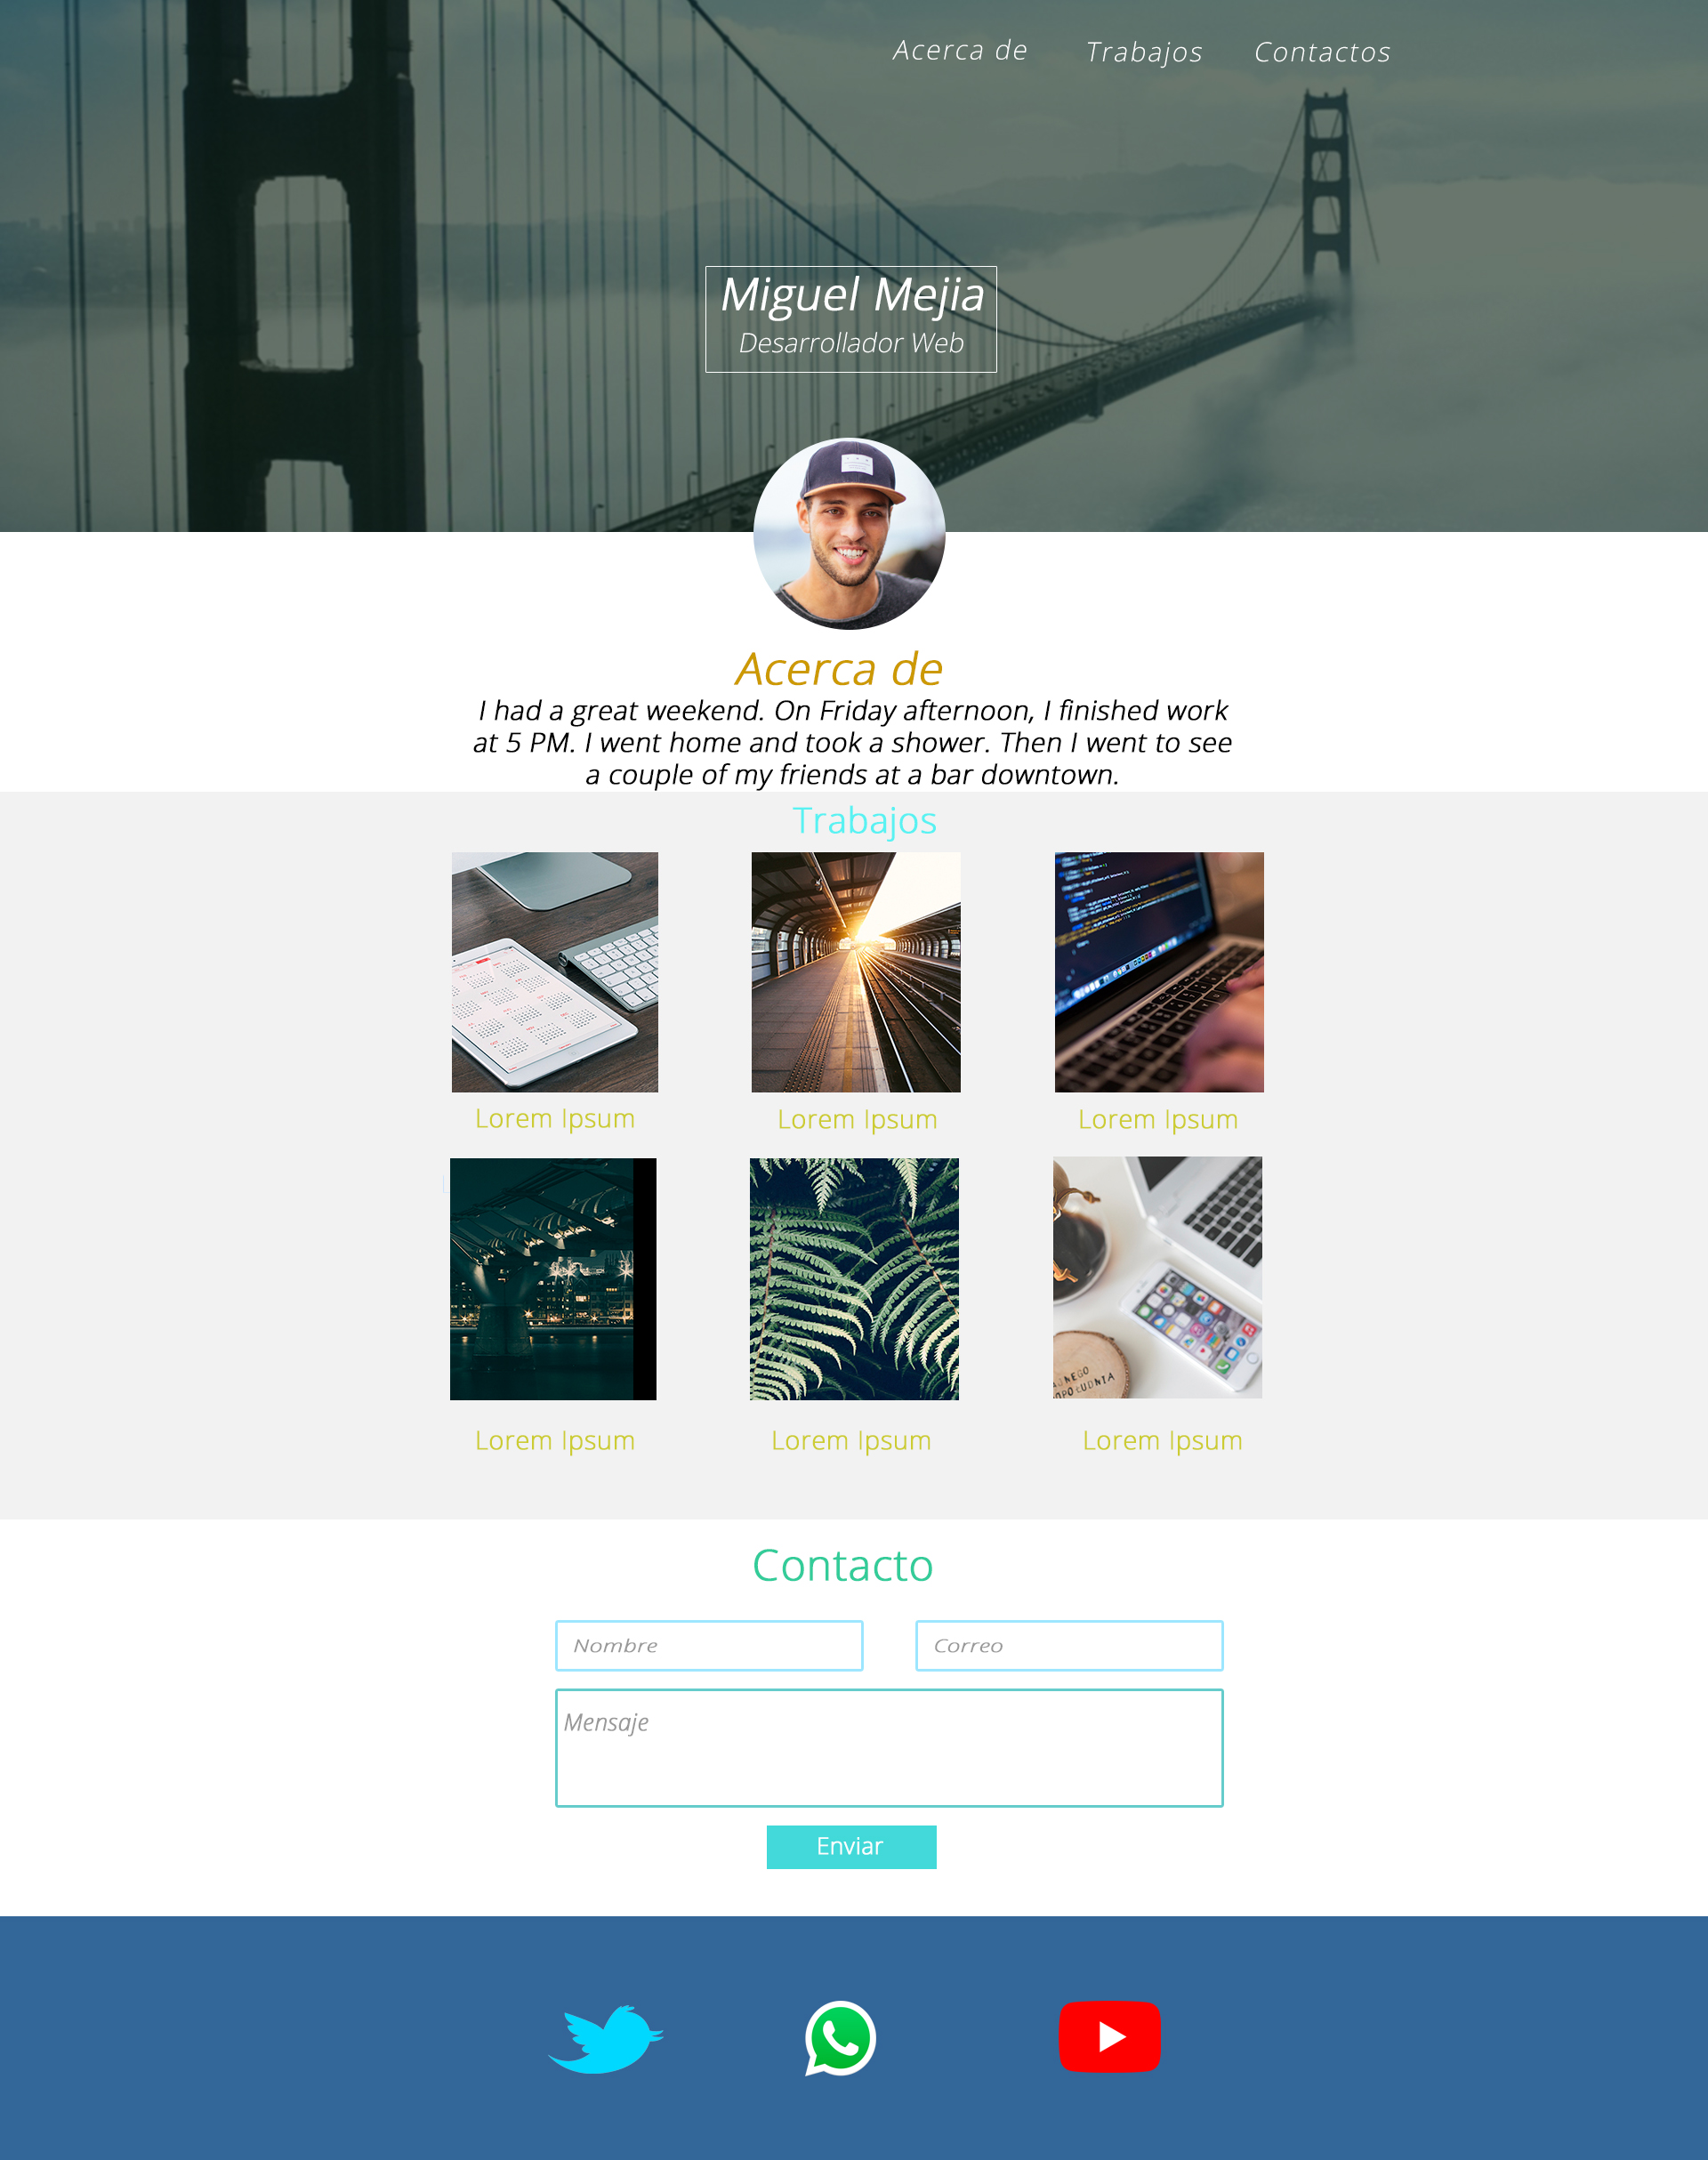 Acerca de Trabajos Contactos
Miguel Mejia
Desarrollador Web
Acerca de
I had a great weekend. On Friday afternoon, I finished work
at 5 PM. I went home and took a shower. Then I went to see
a couple of my friends at a bar downtown.
Trabajos
Lorem Ipsum Lorem Ipsum Lorem Ipsum
Lorem Ipsum Lorem Ipsum Lorem Ipsum
Contacto
Nombre Correo
Mensaje
Enviar